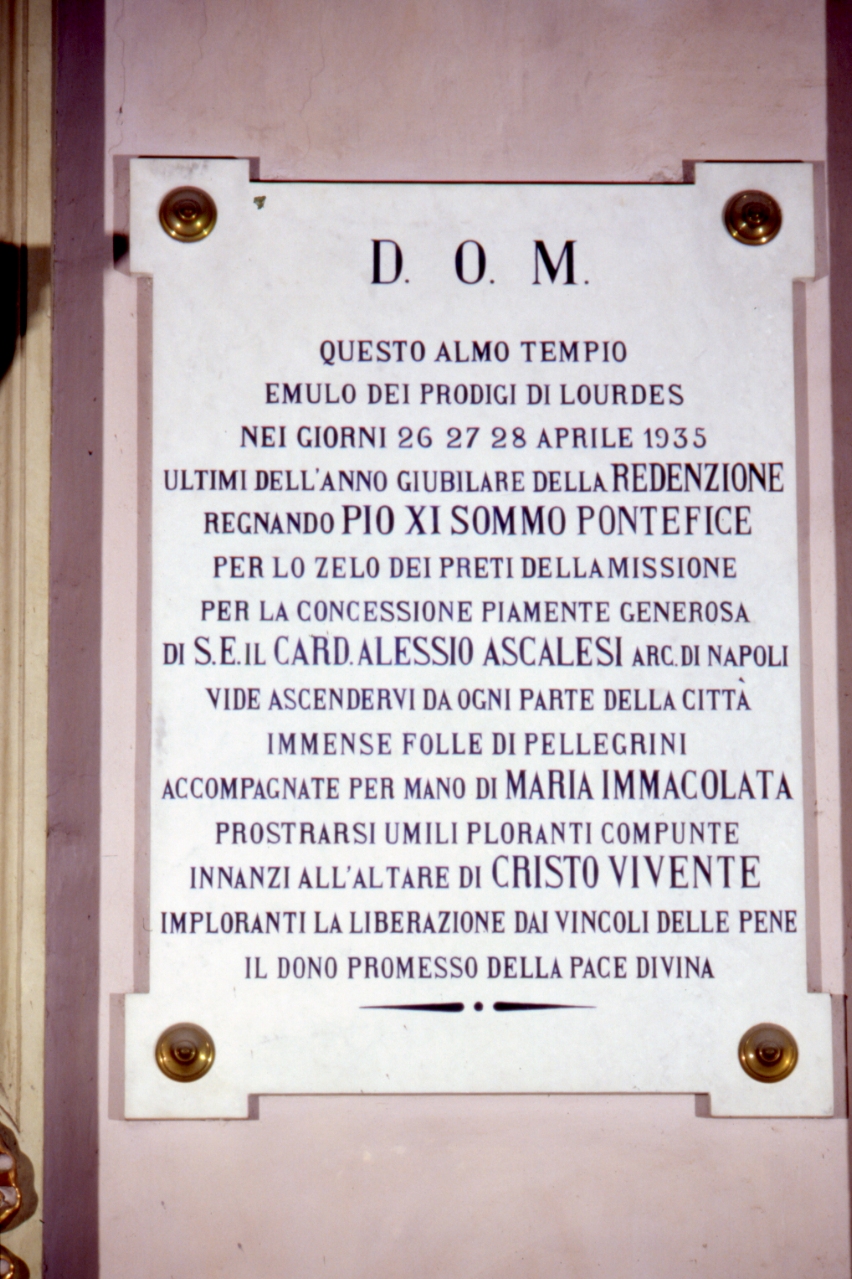 D. O. M.
QUESTO ALMO TEMPIO
EMULO DEI PRODIGI DI LOURDES
NEI GIORNI 26 27 28 APRILE 1935
ULTIMI DELL'ANNO GIUBILARE DELLA REDENZIONE
REGNANDO PIO XI SOMMO PONTEFICE
PER LO ZELO DEI PRETI DELLA MISSIONE
PER LA CONCESSIONE PIAMENTE GENEROSA
DI S.E. IL CARD. ALESSIO ASCALESI ARC. DI NAPOLI
VIDE ASCENDERVI DA OGNI PARTE DELLA CITTÀ
IMMENSE FOLLE DI PELLEGRINI
ACCOMPAGNATE PER MANO DI MARIA IMMACOLATA
PROSTRARSI UMILI PLORANTI COMPUNTE
INNANZI ALL'ALTARE DI CRISTO VIVENTE
IMPLORANTI LA LIBERAZIONE DAI VINCOLI DELLE PENE
IL DONO PROMESSO DELLA PACE DIVINA